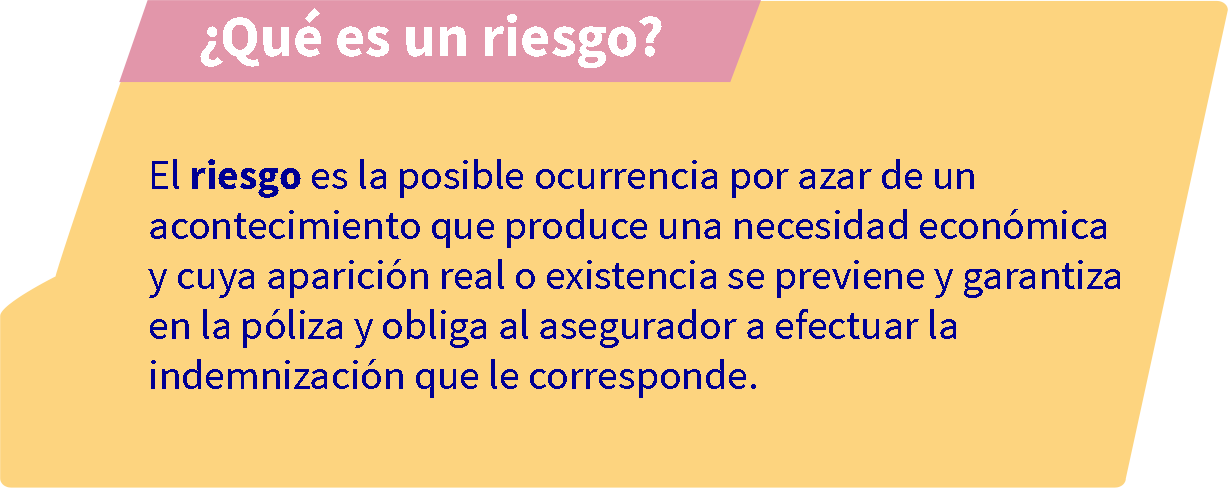 ¿Qué es un riesgo?
El riesgo es la posible ocurrencia por azar de un
acontecimiento que produce una necesidad económica
y cuya aparición real o existencia se previene y garantiza
en la póliza y obliga al asegurador a efectuar la
indemnización que le corresponde.